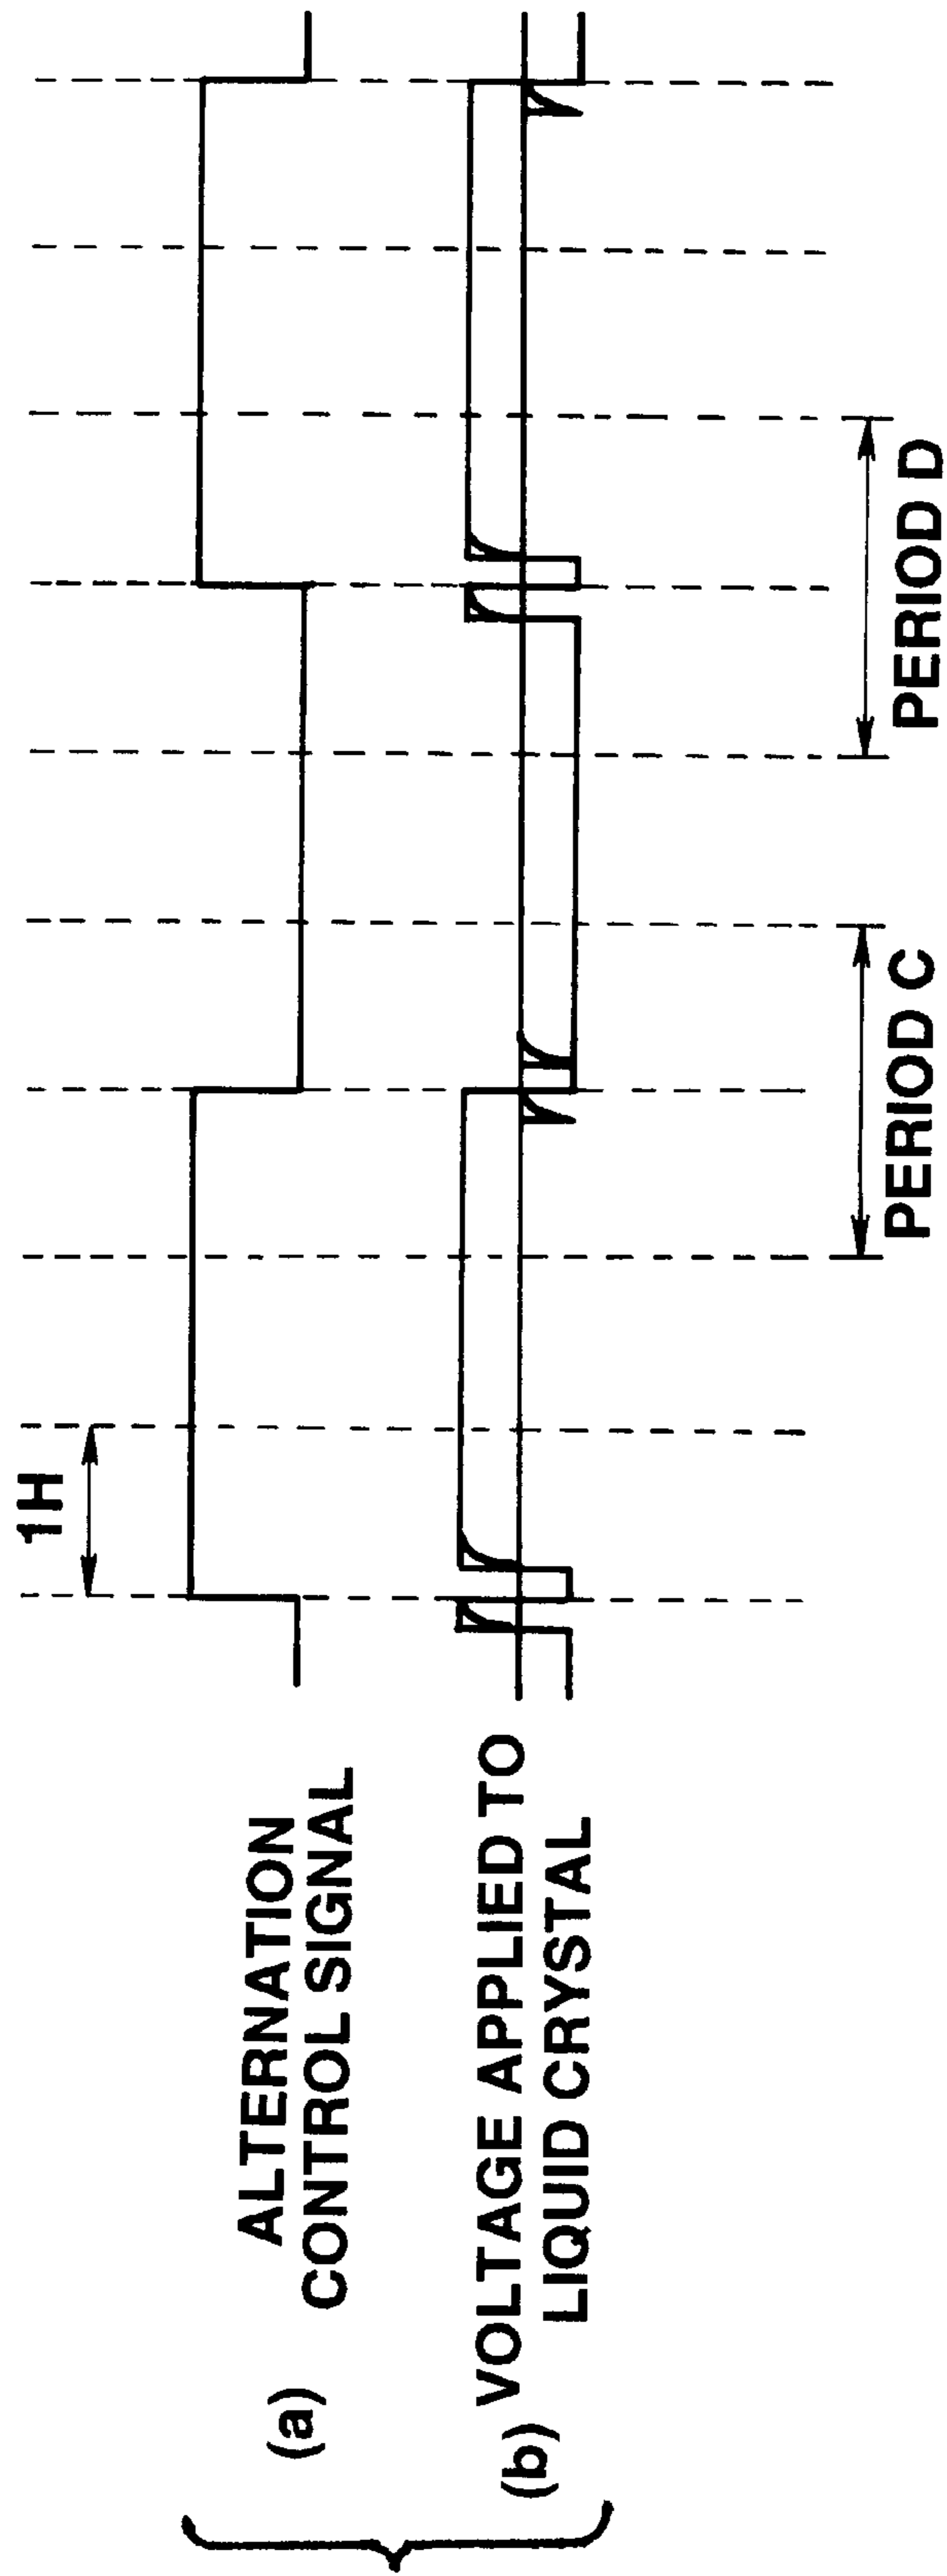 1H
(a) ALTERNATION
CONTROL SIGNAL
(b) VOLTAGE APPLIED TO
LIQUID CRYSTAL
PERIOD C
PERIOD D